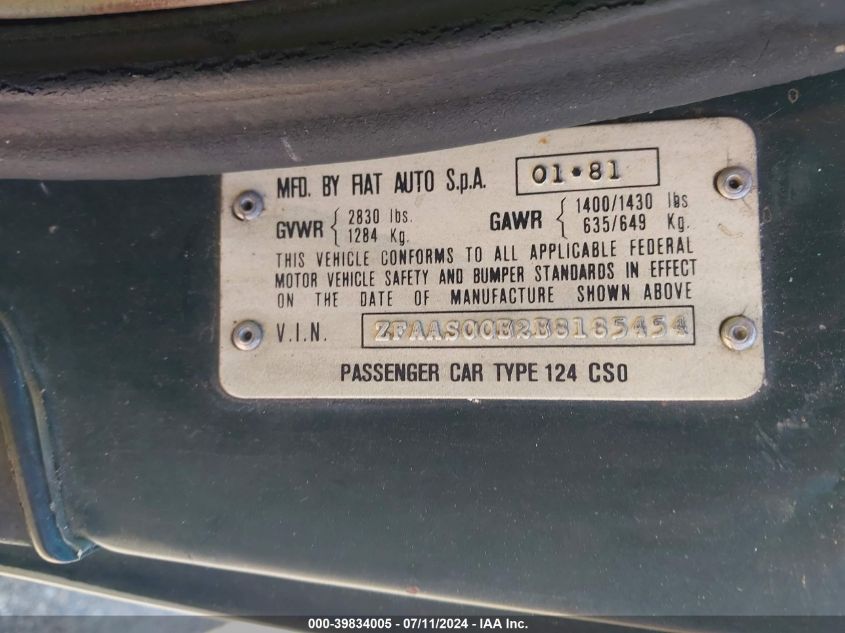 MFD. BY FIAT AUTO S.p.A. 01•81
GVWR { 2830 lbs.
1284 Kg.
GAWR { 1400/1430 lbs
635/649 Kg.
THIS VEHICLE CONFORMS TO ALL APPLICABLE FEDERAL
MOTOR VEHICLE SAFETY AND BUMPER STANDARDS IN EFFECT
ON THE DATE OF MANUFACTURE SHOWN ABOVE
V.I.N. ZFAAS00B2B8185454
PASSENGER CAR TYPE 124 CS0
000-39834005 - 07/11/2024 - IAA Inc.